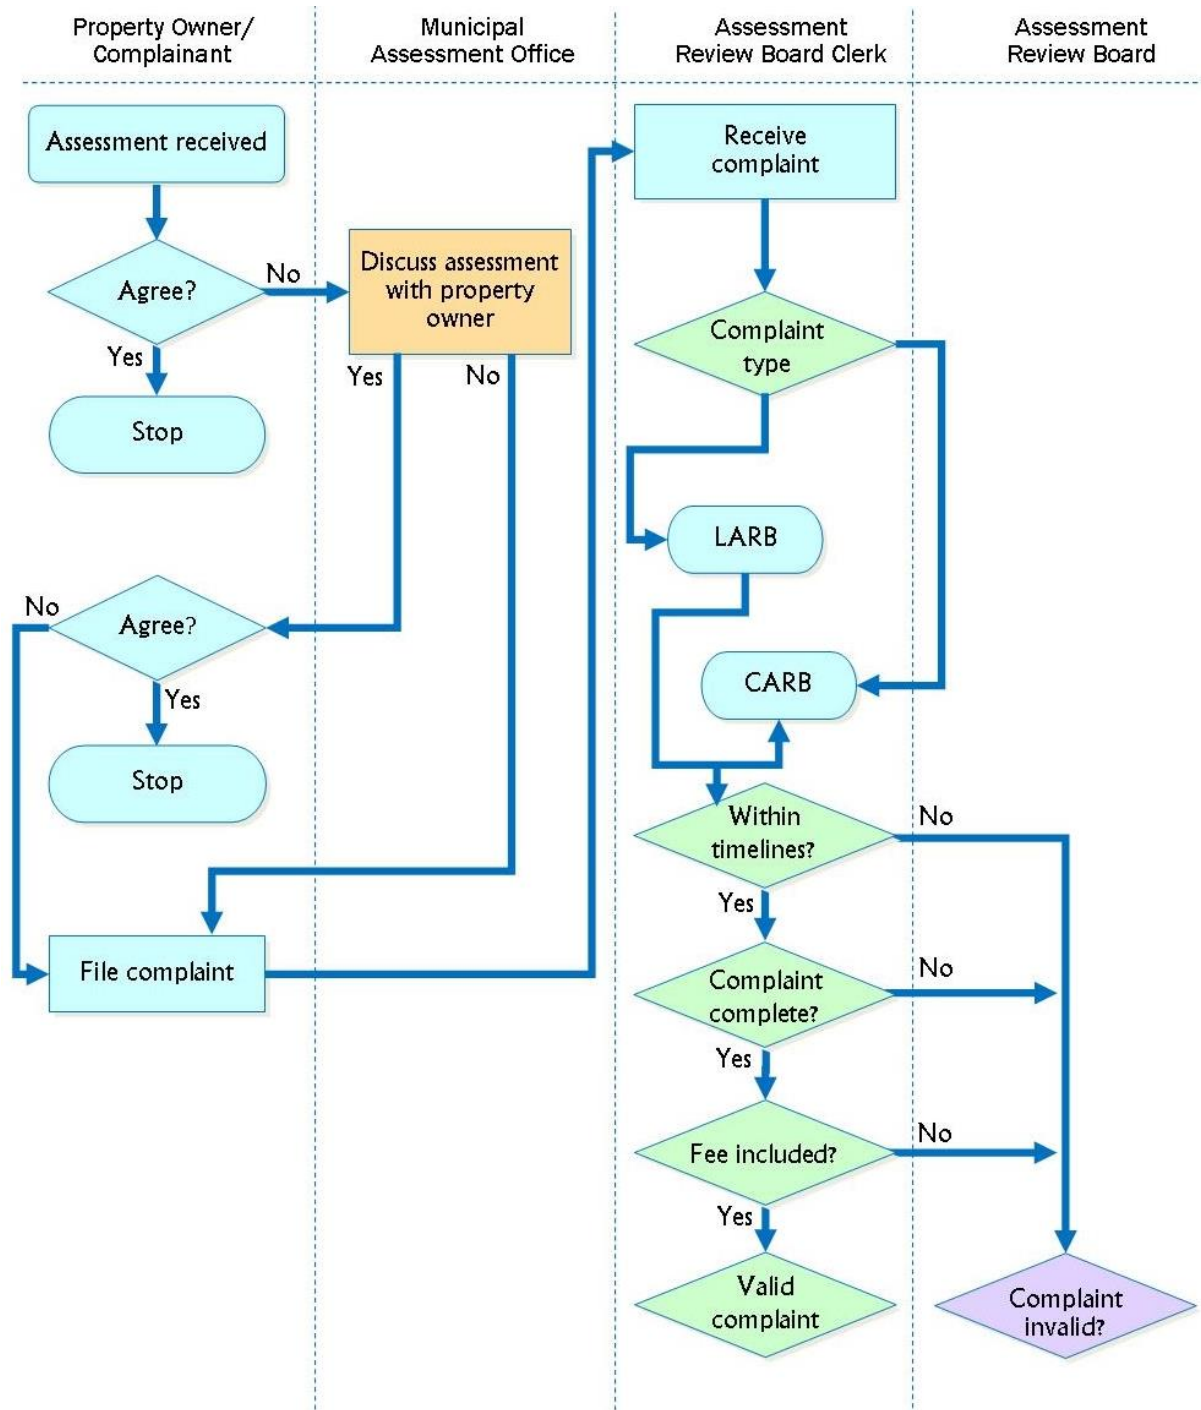 Property Owner/
Complainant
Municipal
Assessment Office
Assessment
Review Board Clerk
Assessment
Review Board
Assessment received
Agree?
No
Yes
Stop
Discuss assessment
with property
owner
Yes
No
No
Agree?
Yes
Stop
File complaint
Receive
complaint
Complaint
type
LARB
CARB
Within
timelines?
No
Yes
Complaint
complete?
No
Yes
Fee included?
No
Yes
Valid
complaint
Complaint
invalid?